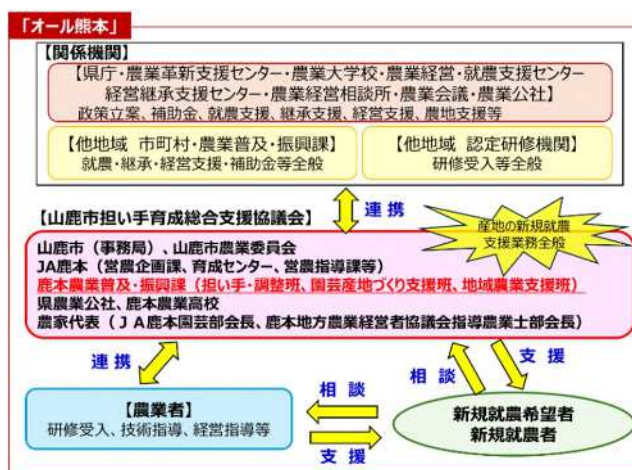 「オール熊本」
【関係機関】
【県庁・農業革新支援センター・農業大学校・農業経営・就農支援センター
経営継承支援センター・農業経営相談所・農業会議・農業公社】
政策立案、補助金、就農支援、継承支援、経営支援、農地支援等
【他地域 市町村・農業普及・振興課】
就農・継承・経営支援・補助金等全般
【他地域 認定研修機関】
研修受入等全般
連携
【山鹿市担い手育成総合支援協議会】
産地の新規就農
支援業務全般
山鹿市（事務局）、山鹿市農業委員会
JA鹿本（営農企画課、育成センター、営農指導課等）
鹿本農業普及・振興課（担い手・調整班、園芸産地づくり支援班、地域農業支援班）
県農業公社、鹿本農業高校
農家代表（ＪＡ鹿本園芸部会長、鹿本地方農業経営者協議会指導農業士部会長）
連携
相談
支援
【農業者】
研修受入、技術指導、経営指導等
相談
支援
新規就農希望者
新規就農者